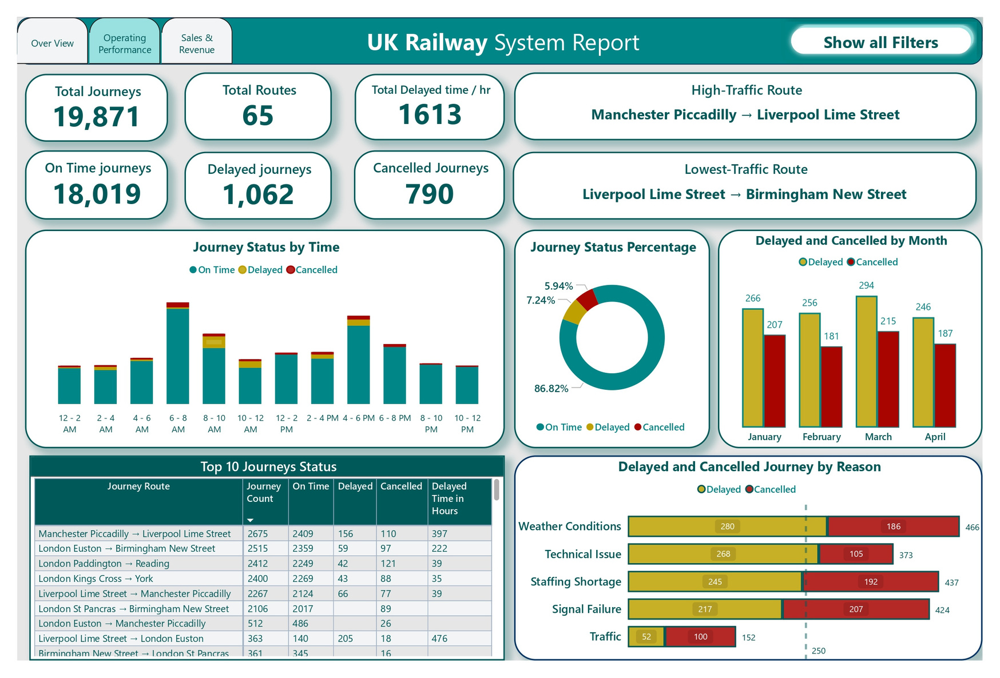 Over View
Operating
Performance
Sales &
Revenue
UK Railway System Report
Show all Filters
Total Journeys
19,871
Total Routes
65
Total Delayed time / hr
1613
High-Traffic Route
Manchester Piccadilly → Liverpool Lime Street
On Time journeys
18,019
Delayed journeys
1,062
Cancelled Journeys
790
Lowest-Traffic Route
Liverpool Lime Street → Birmingham New Street
Journey Status by Time
On Time Delayed Cancelled
12 - 2
AM
2 - 4
AM
4 - 6
AM
6 - 8
AM
8 - 10
AM
10 - 12
AM
12 - 2
PM
2 - 4 PM
4 - 6 PM
6 - 8 PM
8 - 10
PM
10 - 12
PM
Journey Status Percentage
5.94%
7.24%
86.82%
On Time Delayed Cancelled
Delayed and Cancelled by Month
Delayed Cancelled
266
207
256
181
294
215
246
187
January February March April
Top 10 Journeys Status
Journey Route
Journey
Count
On Time
Delayed
Cancelled
Delayed
Time in
Hours
Manchester Piccadilly → Liverpool Lime Street 2675 2409 156 110 397
London Euston → Birmingham New Street 2515 2359 59 97 222
London Paddington → Reading 2412 2249 42 121 39
London Kings Cross → York 2400 2269 43 88 35
Liverpool Lime Street → Manchester Piccadilly 2267 2124 66 77 39
London St Pancras → Birmingham New Street 2106 2017 89
London Euston → Manchester Piccadilly 512 486 26
Liverpool Lime Street → London Euston 363 140 205 18 476
Birmingham New Street → London St Pancras 361 345 16
Delayed and Cancelled Journey by Reason
Delayed Cancelled
Weather Conditions 280 186 466
Technical Issue 268 105 373
Staffing Shortage 245 192 437
Signal Failure 217 207 424
Traffic 52 100 152
250